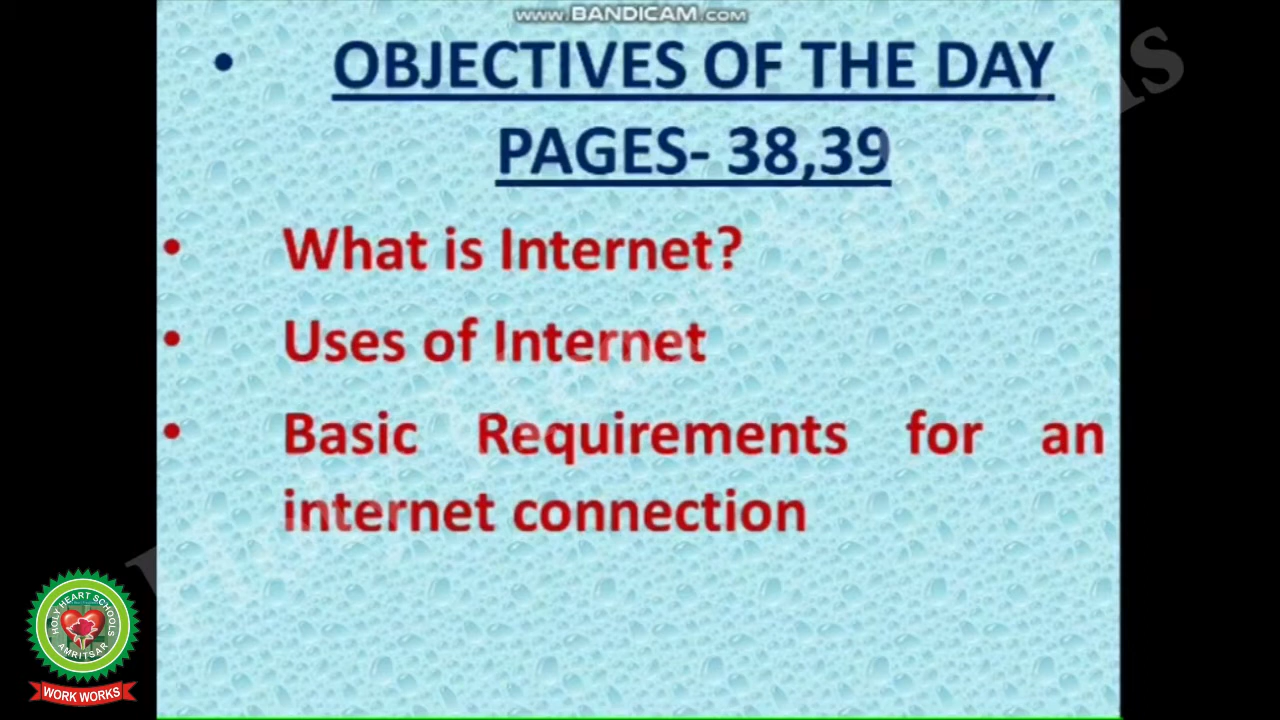 www.BANDICAM.com
• OBJECTIVES OF THE DAY
PAGES- 38,39
• What is Internet?
• Uses of Internet
• Basic Requirements for an
internet connection
HOLY HEART SCHOOLS
AMRITSAR
WORK WORKS